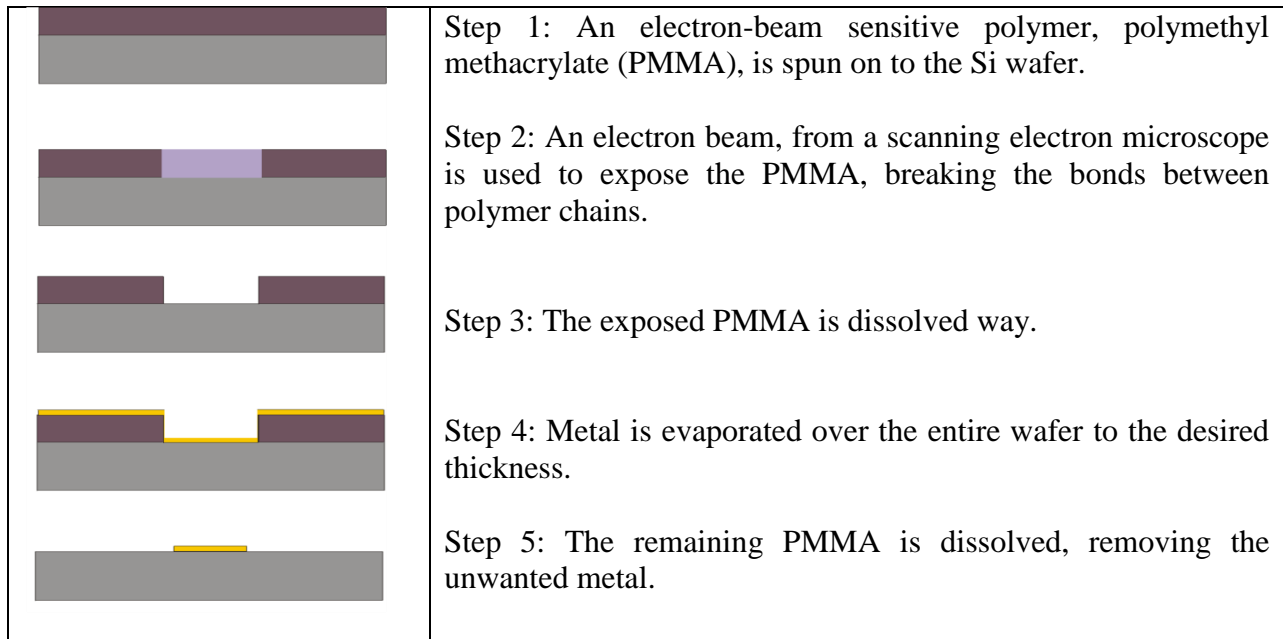 Step 1: An electron-beam sensitive polymer, polymethyl
methacrylate (PMMA), is spun on to the Si wafer.
Step 2: An electron beam, from a scanning electron microscope
is used to expose the PMMA, breaking the bonds between
polymer chains.
Step 3: The exposed PMMA is dissolved way.
Step 4: Metal is evaporated over the entire wafer to the desired
thickness.
Step 5: The remaining PMMA is dissolved, removing the
unwanted metal.